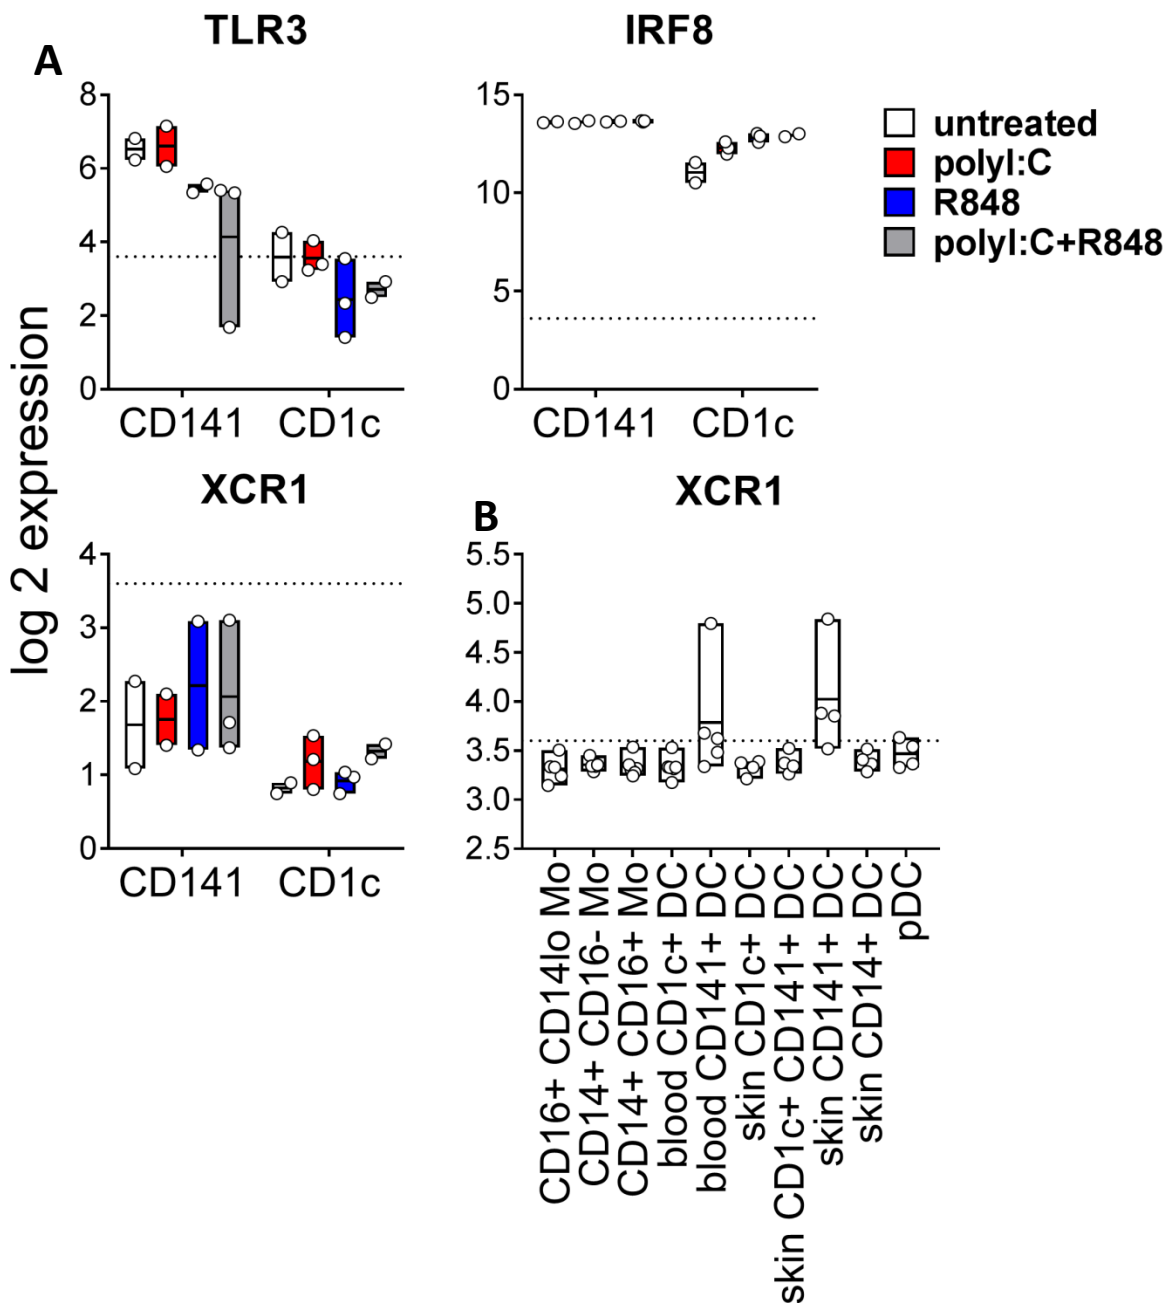 A
TLR3
8
6
4
2
0
CD141
CD1c
IRF8
15
10
5
0
CD141
CD1c
untreated
polyI:C
R848
polyI:C+R848
log 2 expression
XCR1
4
3
2
1
0
CD141
CD1c
B
XCR1
5.5
5.0
4.5
4.0
3.5
3.0
2.5
CD16+ CD14lo Mo
CD14+ CD16- Mo
CD14+ CD16+ Mo
blood CD1c+ DC
blood CD141+ DC
skin CD1c+ DC
skin CD1c+ CD141+ DC
skin CD141+ DC
skin CD14+ DC
pDC